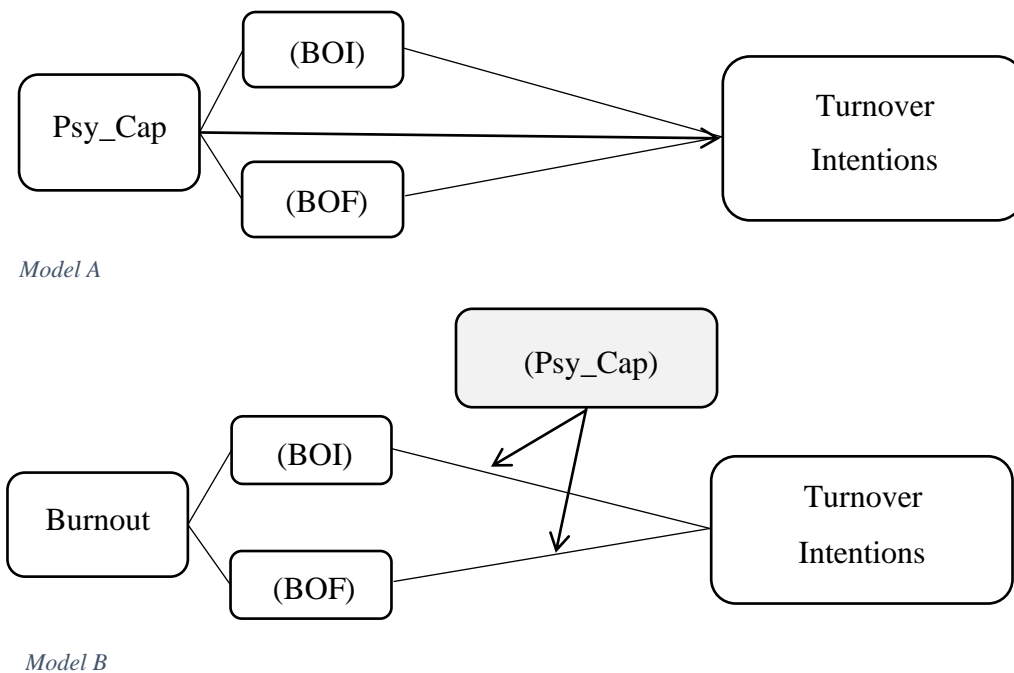 (BOI)
Psy_Cap
(BOF)
Turnover
Intentions
Model A
(Psy_Cap)
(BOI)
Burnout
(BOF)
Turnover
Intentions
Model B